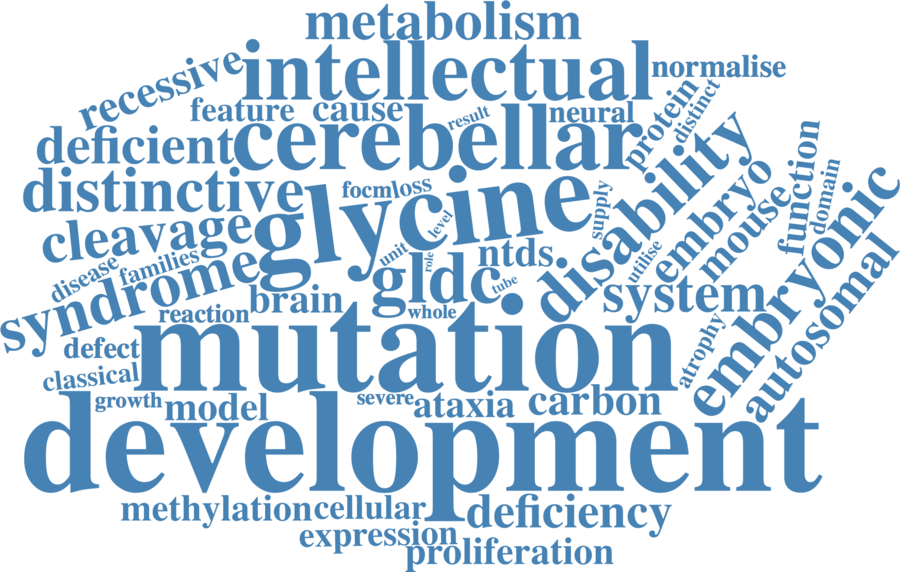 metabolism
recessive
intellectual
normalise
feature
cause
result
neural
protein
distinct
deficient
cerebellar
disability
function
distinctive
focmloss
glycine
supply
embryo
mouse
domain
embryonic
cleavage
level
unit
role
ntds
utilise
disease
families
syndrome
gldc
tube
system
autosomal
brain
reaction
whole
mutation
atrophy
defect
classical
growth
model
severe
ataxia
carbon
development
methylation
cellular
deficiency
expression
proliferation